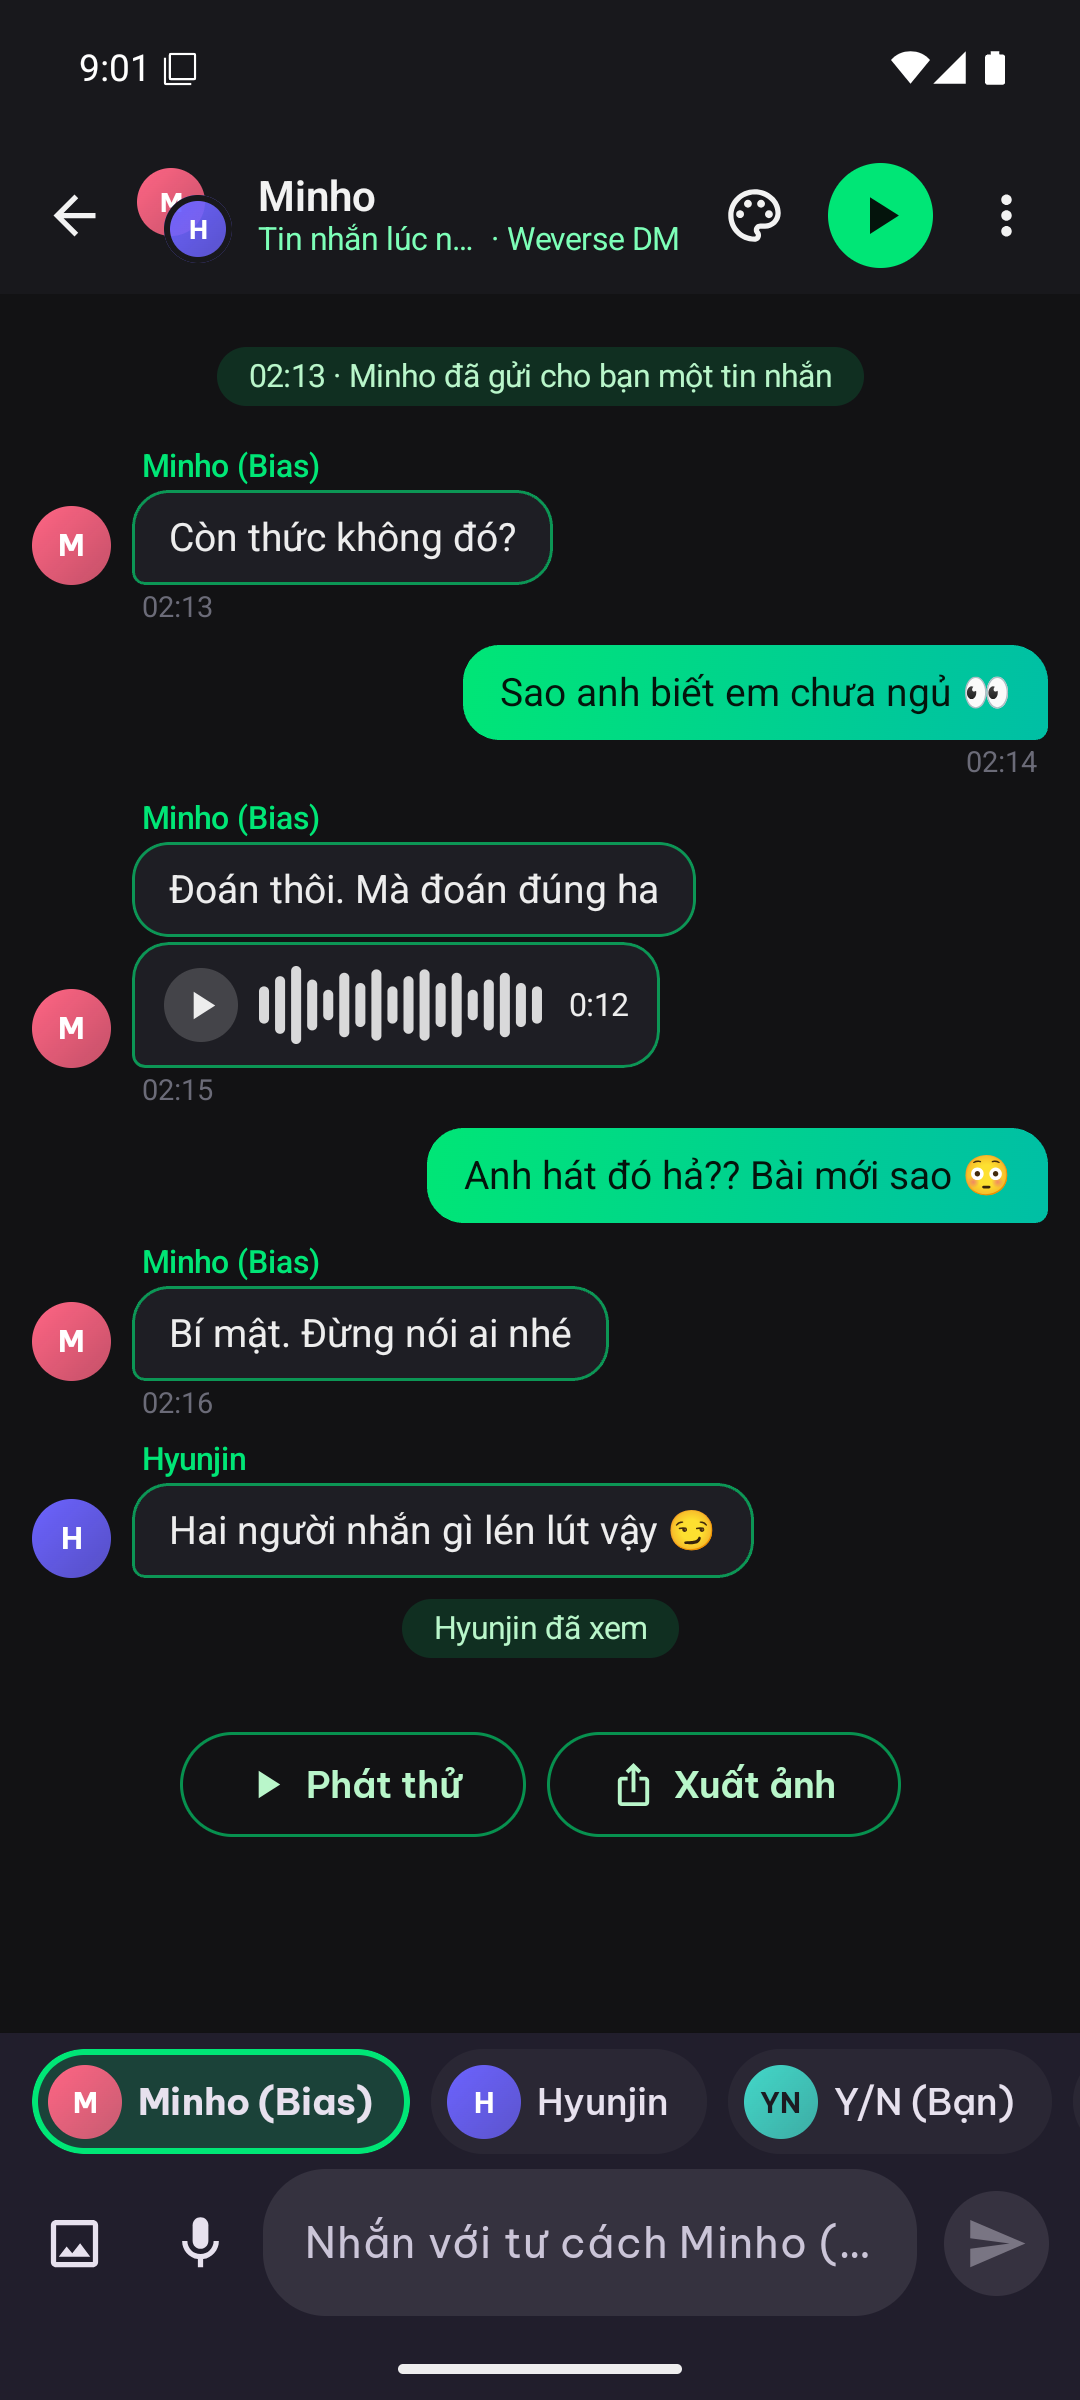 9:01
M
H
Minho
Tin nhắn lúc n... · Weverse DM
02:13 · Minho đã gửi cho bạn một tin nhắn
Minho (Bias)
M
Còn thức không đó?
02:13
Sao anh biết em chưa ngủ 👀
02:14
Minho (Bias)
Đoán thôi. Mà đoán đúng ha
M
0:12
02:15
Anh hát đó hả?? Bài mới sao 😳
Minho (Bias)
M
Bí mật. Đừng nói ai nhé
02:16
Hyunjin
H
Hai người nhắn gì lén lút vậy 😏
Hyunjin đã xem
Phát thử
Xuất ảnh
M Minho (Bias)
H Hyunjin
YN Y/N (Bạn)
Nhắn với tư cách Minho (...